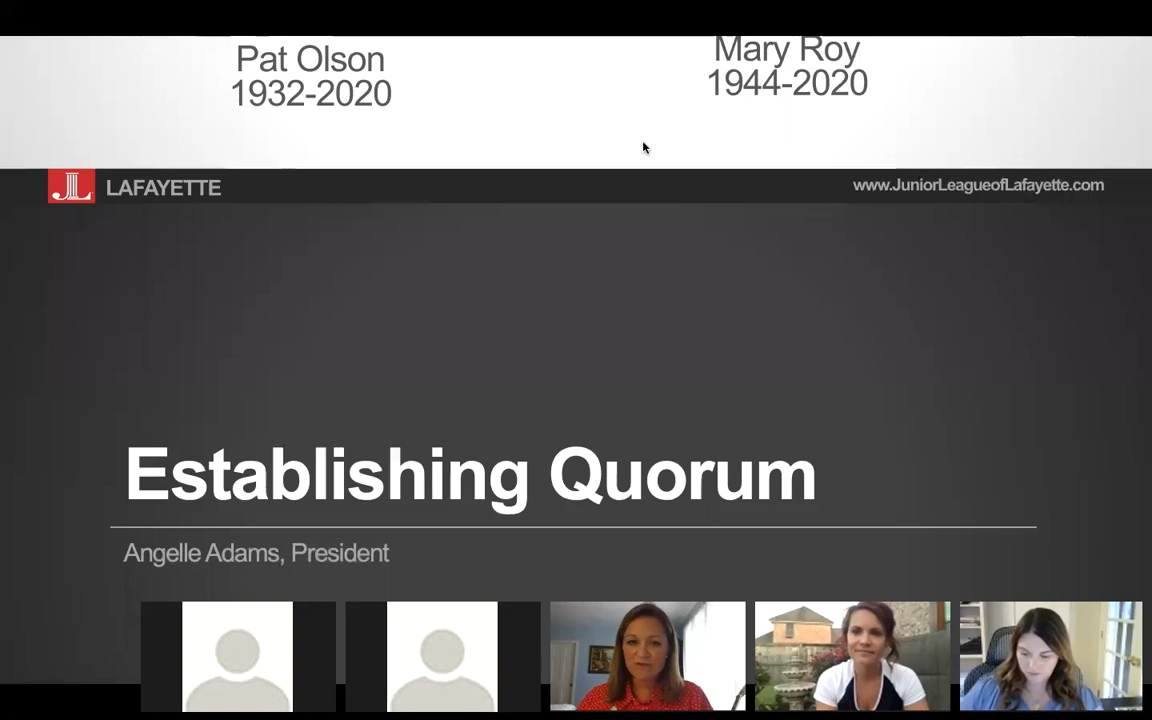 Pat Olson
1932-2020
Mary Roy
1944-2020
JL LAFAYETTE
www.JuniorLeagueofLafayette.com
Establishing Quorum
Angelle Adams, President